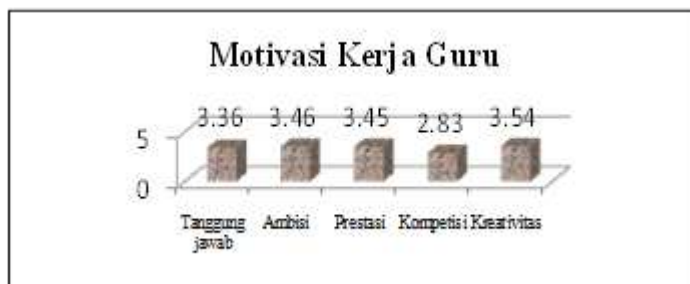 Motivasi Kerja Guru
3.36 3.46 3.45 2.83 3.54
5
0
Tanggung jawab Ambisi Prestasi Kompetisi Kreativitas